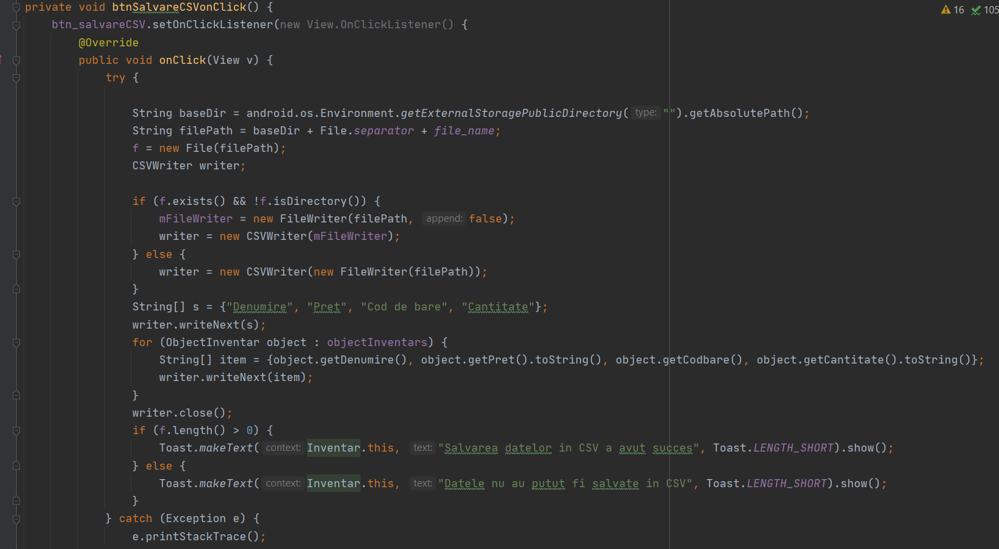 private void btnSalvareCSVonClick() {
16 105
btn_salvareCSV.setOnClickListener(new View.OnClickListener() {
@Override
public void onClick(View v) {
try {
String baseDir = android.os.Environment.getExternalStoragePublicDirectory( type: "").getAbsolutePath();
String filePath = baseDir + File.separator + file_name;
f = new File(filePath);
CSVWriter writer;
if (f.exists() && !f.isDirectory()) {
mFileWriter = new FileWriter(filePath, append: false);
writer = new CSVWriter(mFileWriter);
} else {
writer = new CSVWriter(new FileWriter(filePath));
}
String[] s = {"Denumire", "Pret", "Cod de bare", "Cantitate"};
writer.writeNext(s);
for (ObjectInventar object : objectInventars) {
String[] item = {object.getDenumire(), object.getPret().toString(), object.getCodbare(), object.getCantitate().toString()};
writer.writeNext(item);
}
writer.close();
if (f.length() > 0) {
Toast.makeText( context: Inventar.this, text: "Salvarea datelor in CSV a avut succes", Toast.LENGTH_SHORT).show();
} else {
Toast.makeText( context: Inventar.this, text: "Datele nu au putut fi salvate in CSV", Toast.LENGTH_SHORT).show();
}
} catch (Exception e) {
e.printStackTrace();